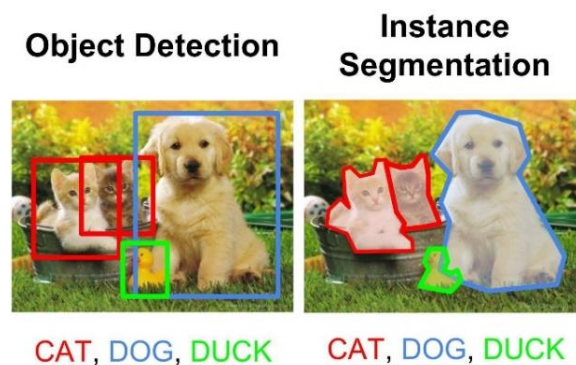 Object Detection
Instance
Segmentation
CAT, DOG, DUCK
CAT, DOG, DUCK